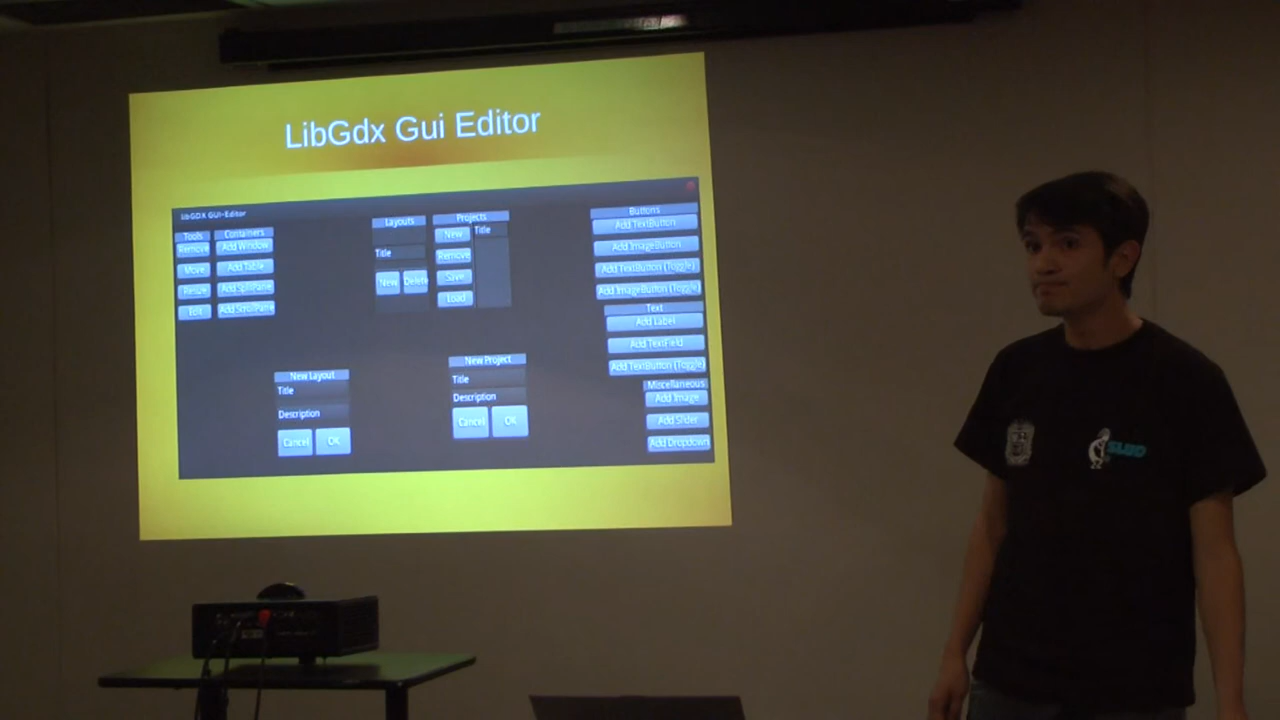 LibGdx Gui Editor
libGDX GUI-Editor
Tools
Remove
Move
Resize
Edit
Containers
Add Window
Add Table
Add SplitPane
Add ScrollPane
Layouts
Title
New Delete
Projects
New
Remove
Save
Load
Title
Buttons
Add TextButton
Add ImageButton
Add TextButton (Toggle)
Add ImageButton (Toggle)
Text
Add Label
Add TextField
Add TextButton (Toggle)
Miscellaneous
Add Image
Add Slider
Add Dropdown
New Layout
Title
Description
Cancel OK
New Project
Title
Description
Cancel OK